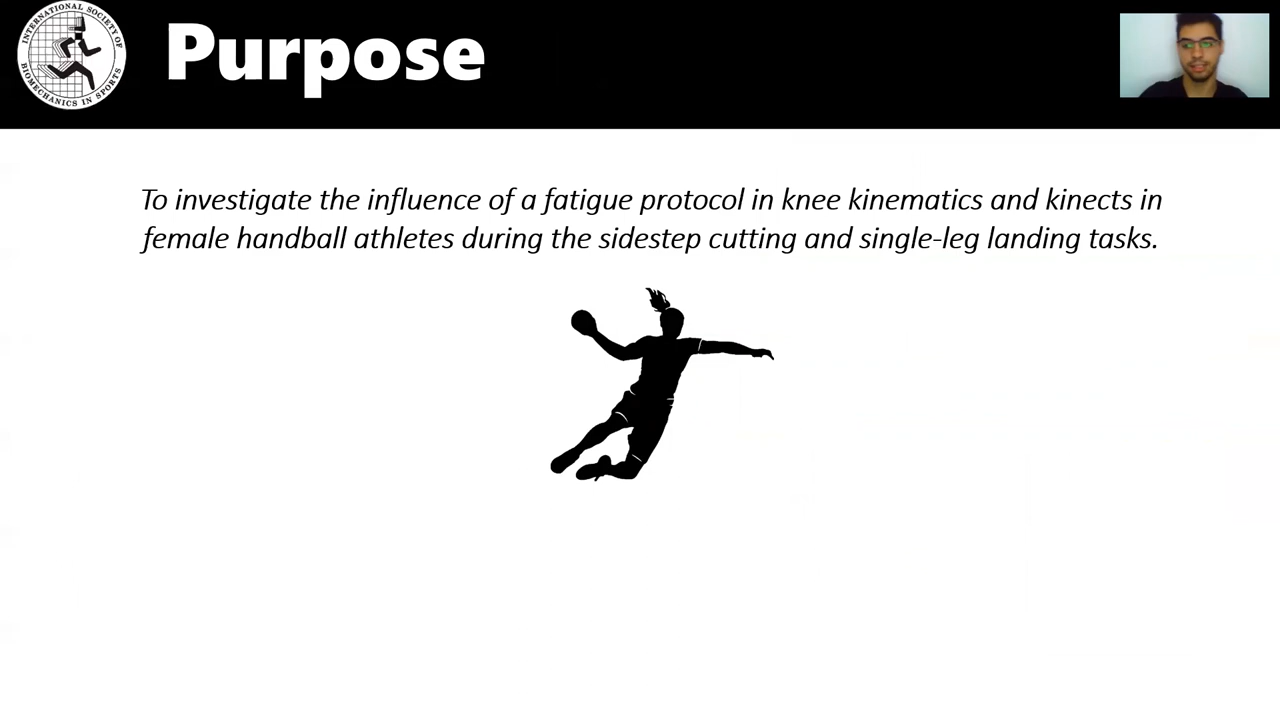 INTERNATIONAL SOCIETY OF
BIOMECHANICS IN SPORTS
Purpose
To investigate the influence of a fatigue protocol in knee kinematics and kinects in
female handball athletes during the sidestep cutting and single-leg landing tasks.